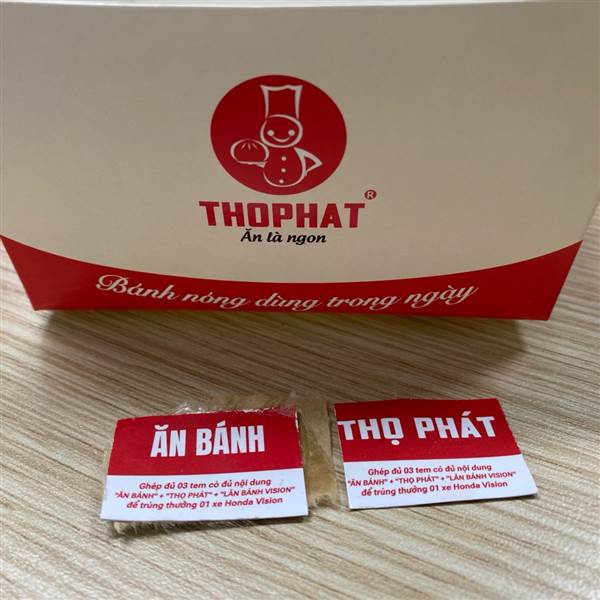 THOPHAT®
Ăn là ngon
Bánh nóng dùng trong ngày
ĂN BÁNH
Ghép đủ 03 tem có đủ nội dung
"ĂN BÁNH" + "THỌ PHÁT" + "LĂN BÁNH VISION"
để trúng thưởng 01 xe Honda Vision
THỌ PHÁT
Ghép đủ 03 tem có đủ nội dung
"ĂN BÁNH" + "THỌ PHÁT" + "LĂN BÁNH VISION"
để trúng thưởng 01 xe Honda Vision